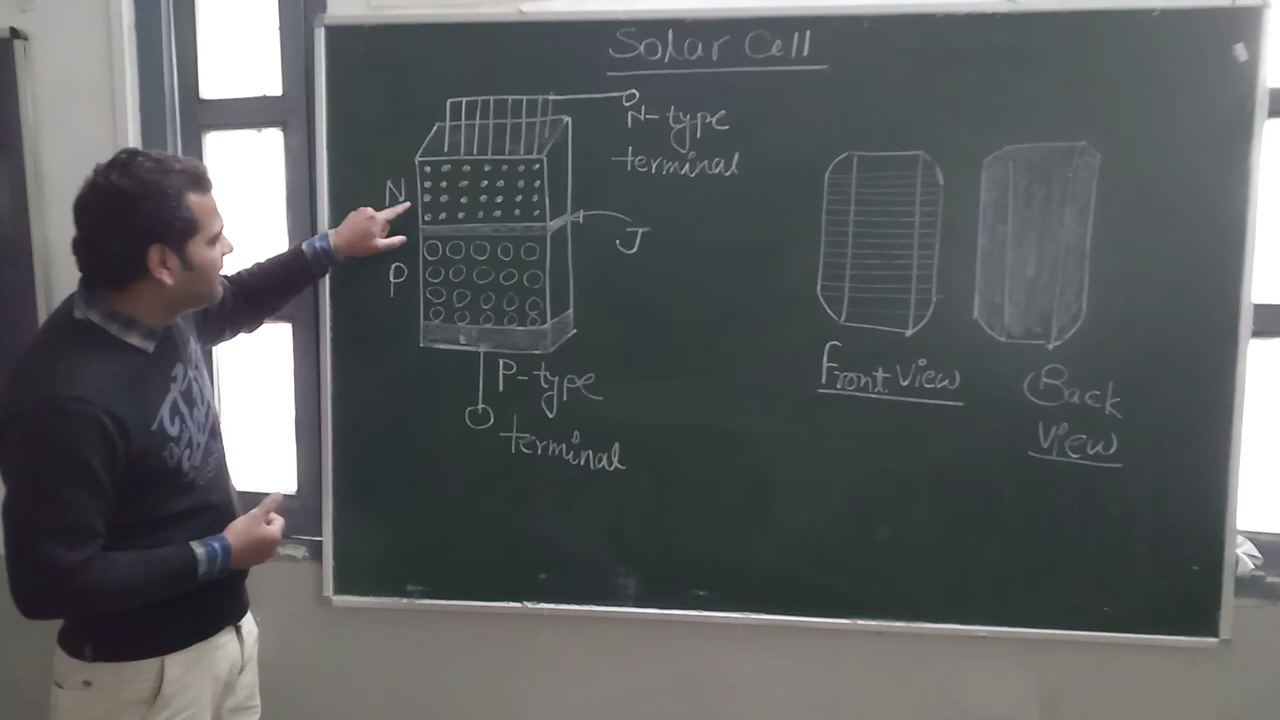 Solar Cell
N-type
terminal
N
J
P
P-type
terminal
Front View
Back
View